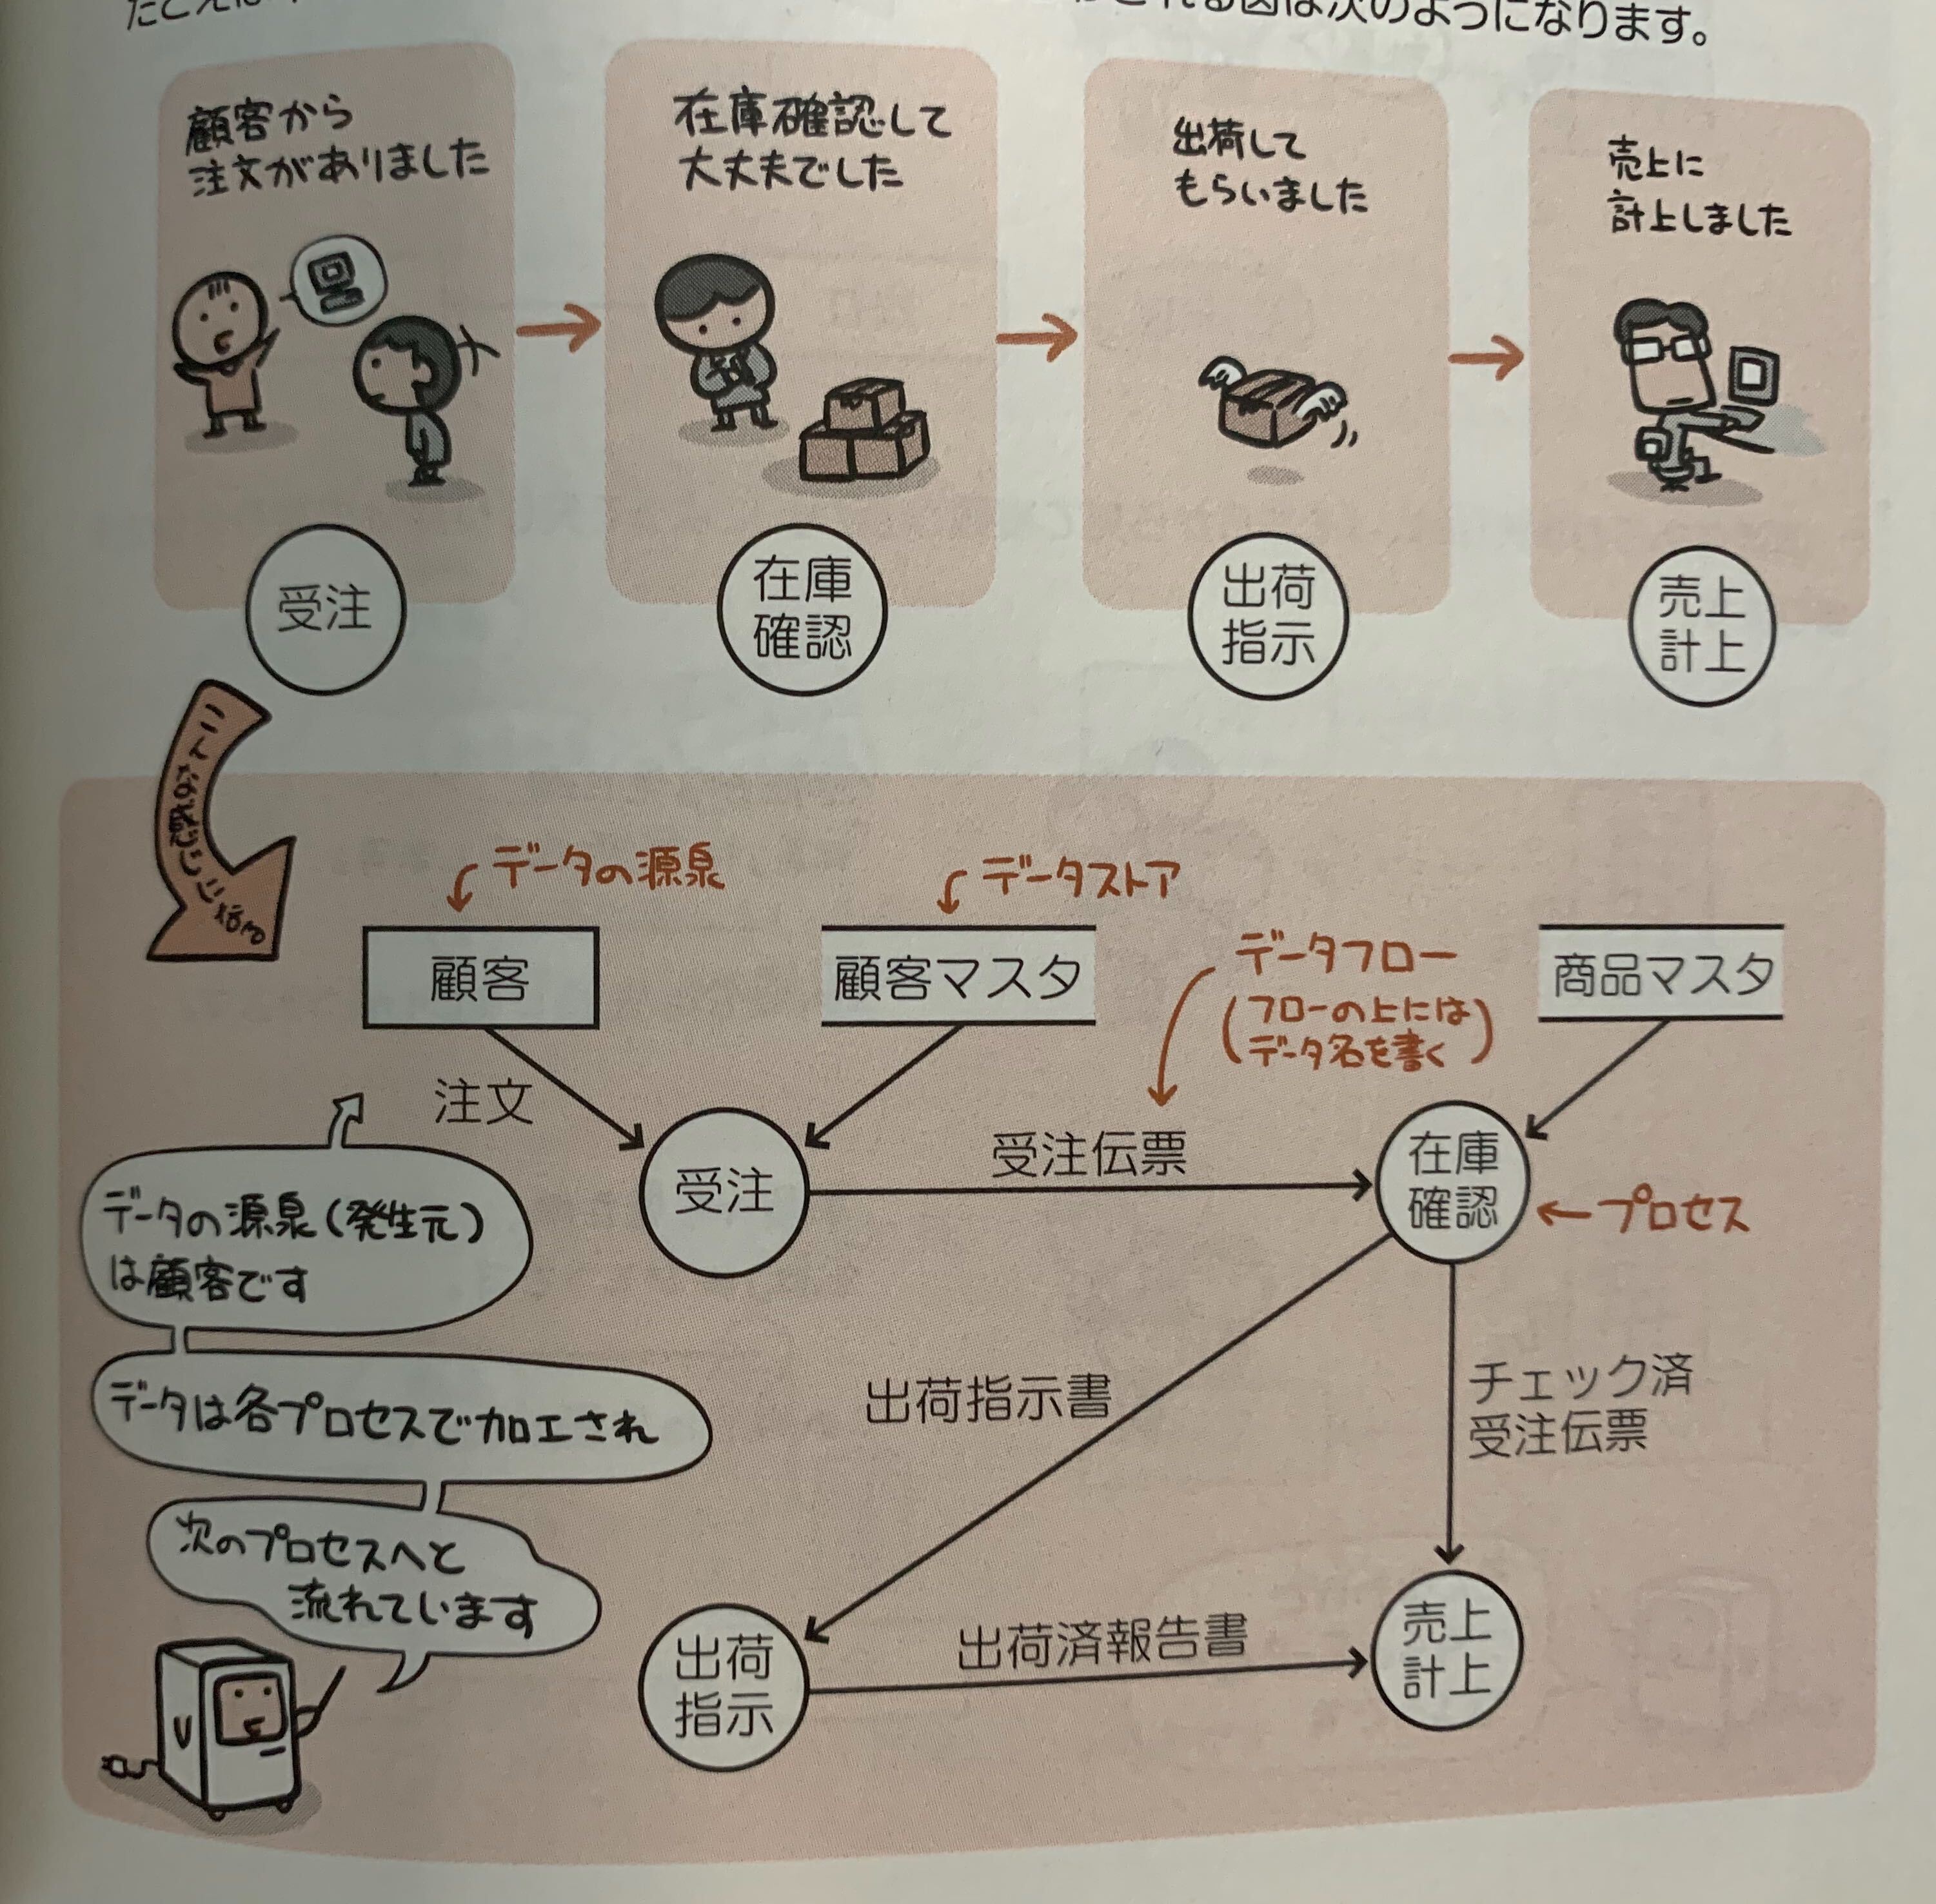 図は次のようになります。
顧客から
注文がありました
在庫確認して
大丈夫でした
出荷して
もらいました
売上に
計上しました
受注
在庫
確認
出荷
指示
売上
計上
こんな感じになる
データの源泉
データストア
顧客
顧客マスタ
データフロー
(フローの上には
データ名を書く)
商品マスタ
注文
受注
受注伝票
在庫
確認
←プロセス
データの源泉(発生元)
は顧客です
データは各プロセスで加工され
次のプロセスへと
流れています
出荷指示書
チェック済
受注伝票
出荷
指示
出荷済報告書
売上
計上